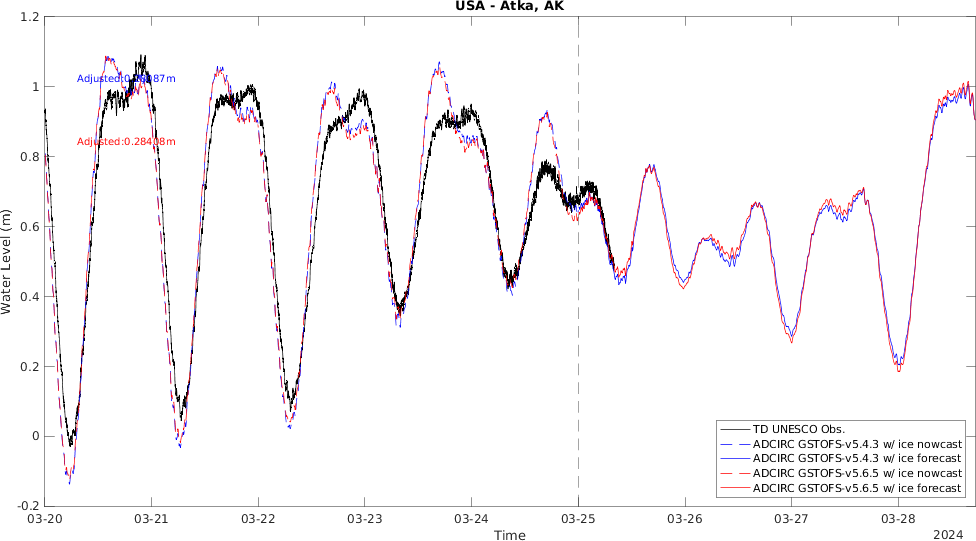 USA - Atka, AK
1.2
1
0.8
0.6
0.4
0.2
0
-0.2
Water Level (m)
Adjusted:0.28408m
TD UNESCO Obs.
ADCIRC GSTOFS-v5.4.3 w/ ice nowcast
ADCIRC GSTOFS-v5.4.3 w/ ice forecast
ADCIRC GSTOFS-v5.6.5 w/ ice nowcast
ADCIRC GSTOFS-v5.6.5 w/ ice forecast
03-20 03-21 03-22 03-23 03-24 03-25 03-26 03-27 03-28
Time
2024